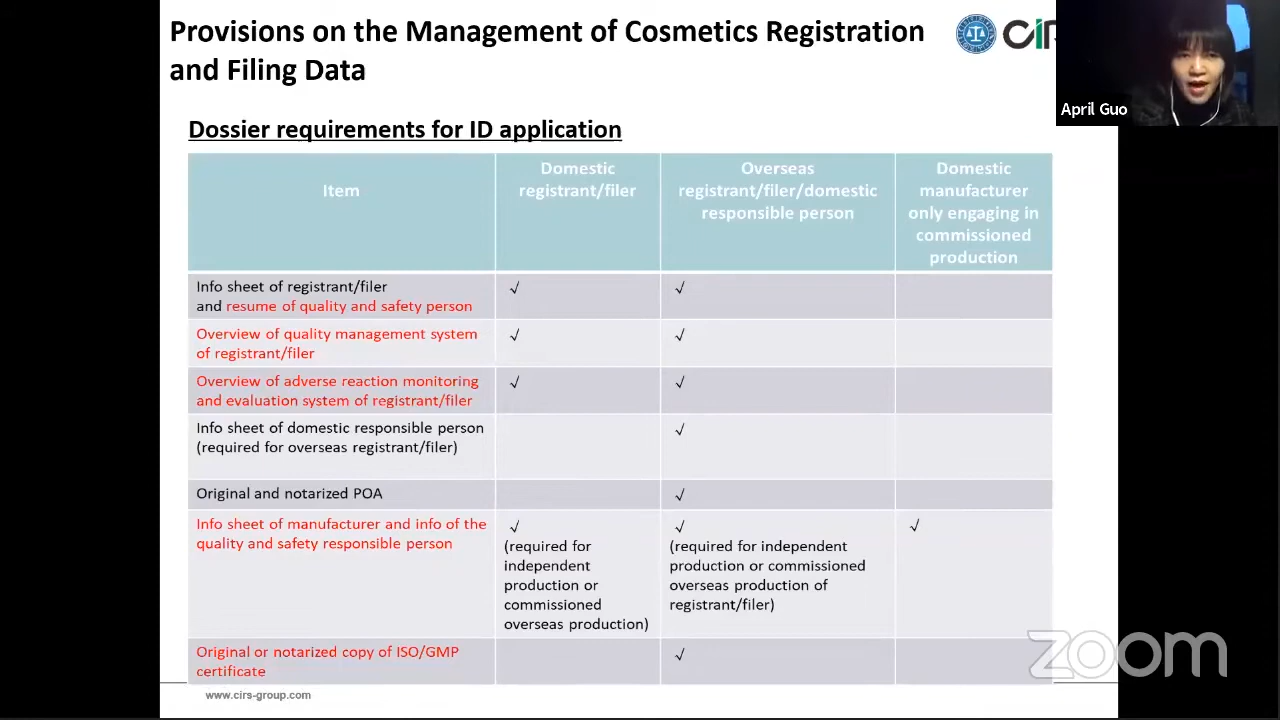 Provisions on the Management of Cosmetics Registration
and Filing Data
April Guo
Dossier requirements for ID application
Item
Domestic
registrant/filer
Overseas
registrant/filer/domestic
responsible person
Domestic
manufacturer
only engaging in
commissioned
production
Info sheet of registrant/filer
and resume of quality and safety person
√
√
Overview of quality management system
of registrant/filer
√
√
Overview of adverse reaction monitoring
and evaluation system of registrant/filer
√
√
Info sheet of domestic responsible person
(required for overseas registrant/filer)
√
Original and notarized POA
√
Info sheet of manufacturer and info of the
quality and safety responsible person
√
(required for
independent
production or
commissioned
overseas production)
√
(required for independent
production or commissioned
overseas production of
registrant/filer)
√
Original or notarized copy of ISO/GMP
certificate
√
www.cirs-group.com
zoom